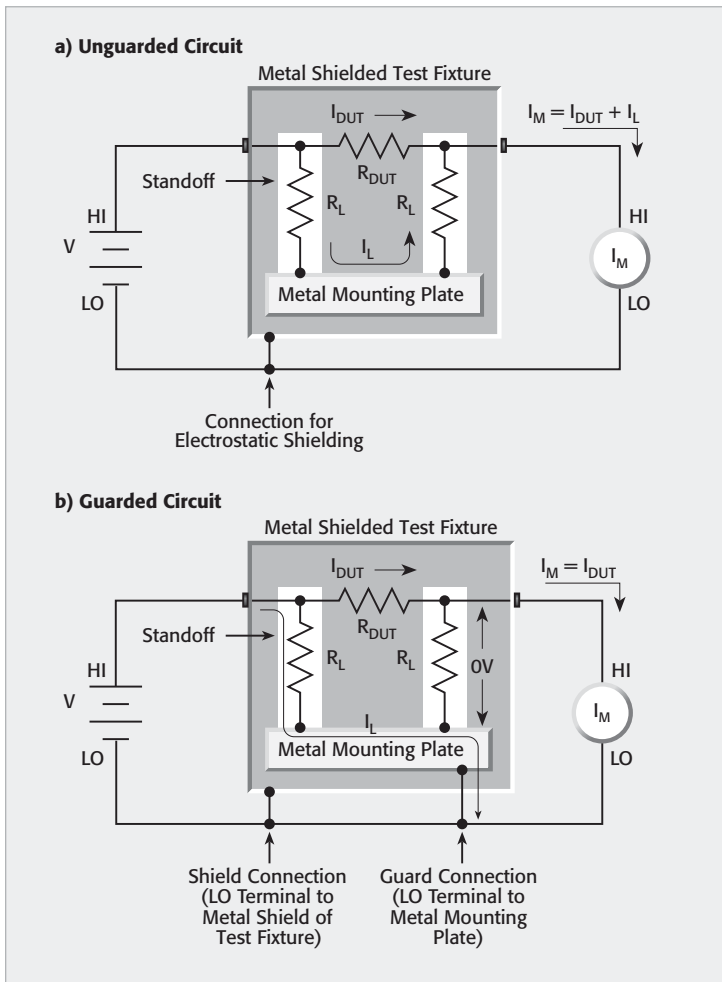 a) Unguarded Circuit
Metal Shielded Test Fixture
IDUT
IM = IDUT + IL
Standoff
RDUT
RL
RL
HI
HI
V
IL
IM
Metal Mounting Plate
LO
LO
Connection for
Electrostatic Shielding
b) Guarded Circuit
Metal Shielded Test Fixture
IDUT
IM = IDUT
Standoff
RDUT
RL
RL
0V
HI
HI
V
IL
IM
Metal Mounting Plate
LO
LO
Shield Connection
(LO Terminal to
Metal Shield of
Test Fixture)
Guard Connection
(LO Terminal to
Metal Mounting
Plate)